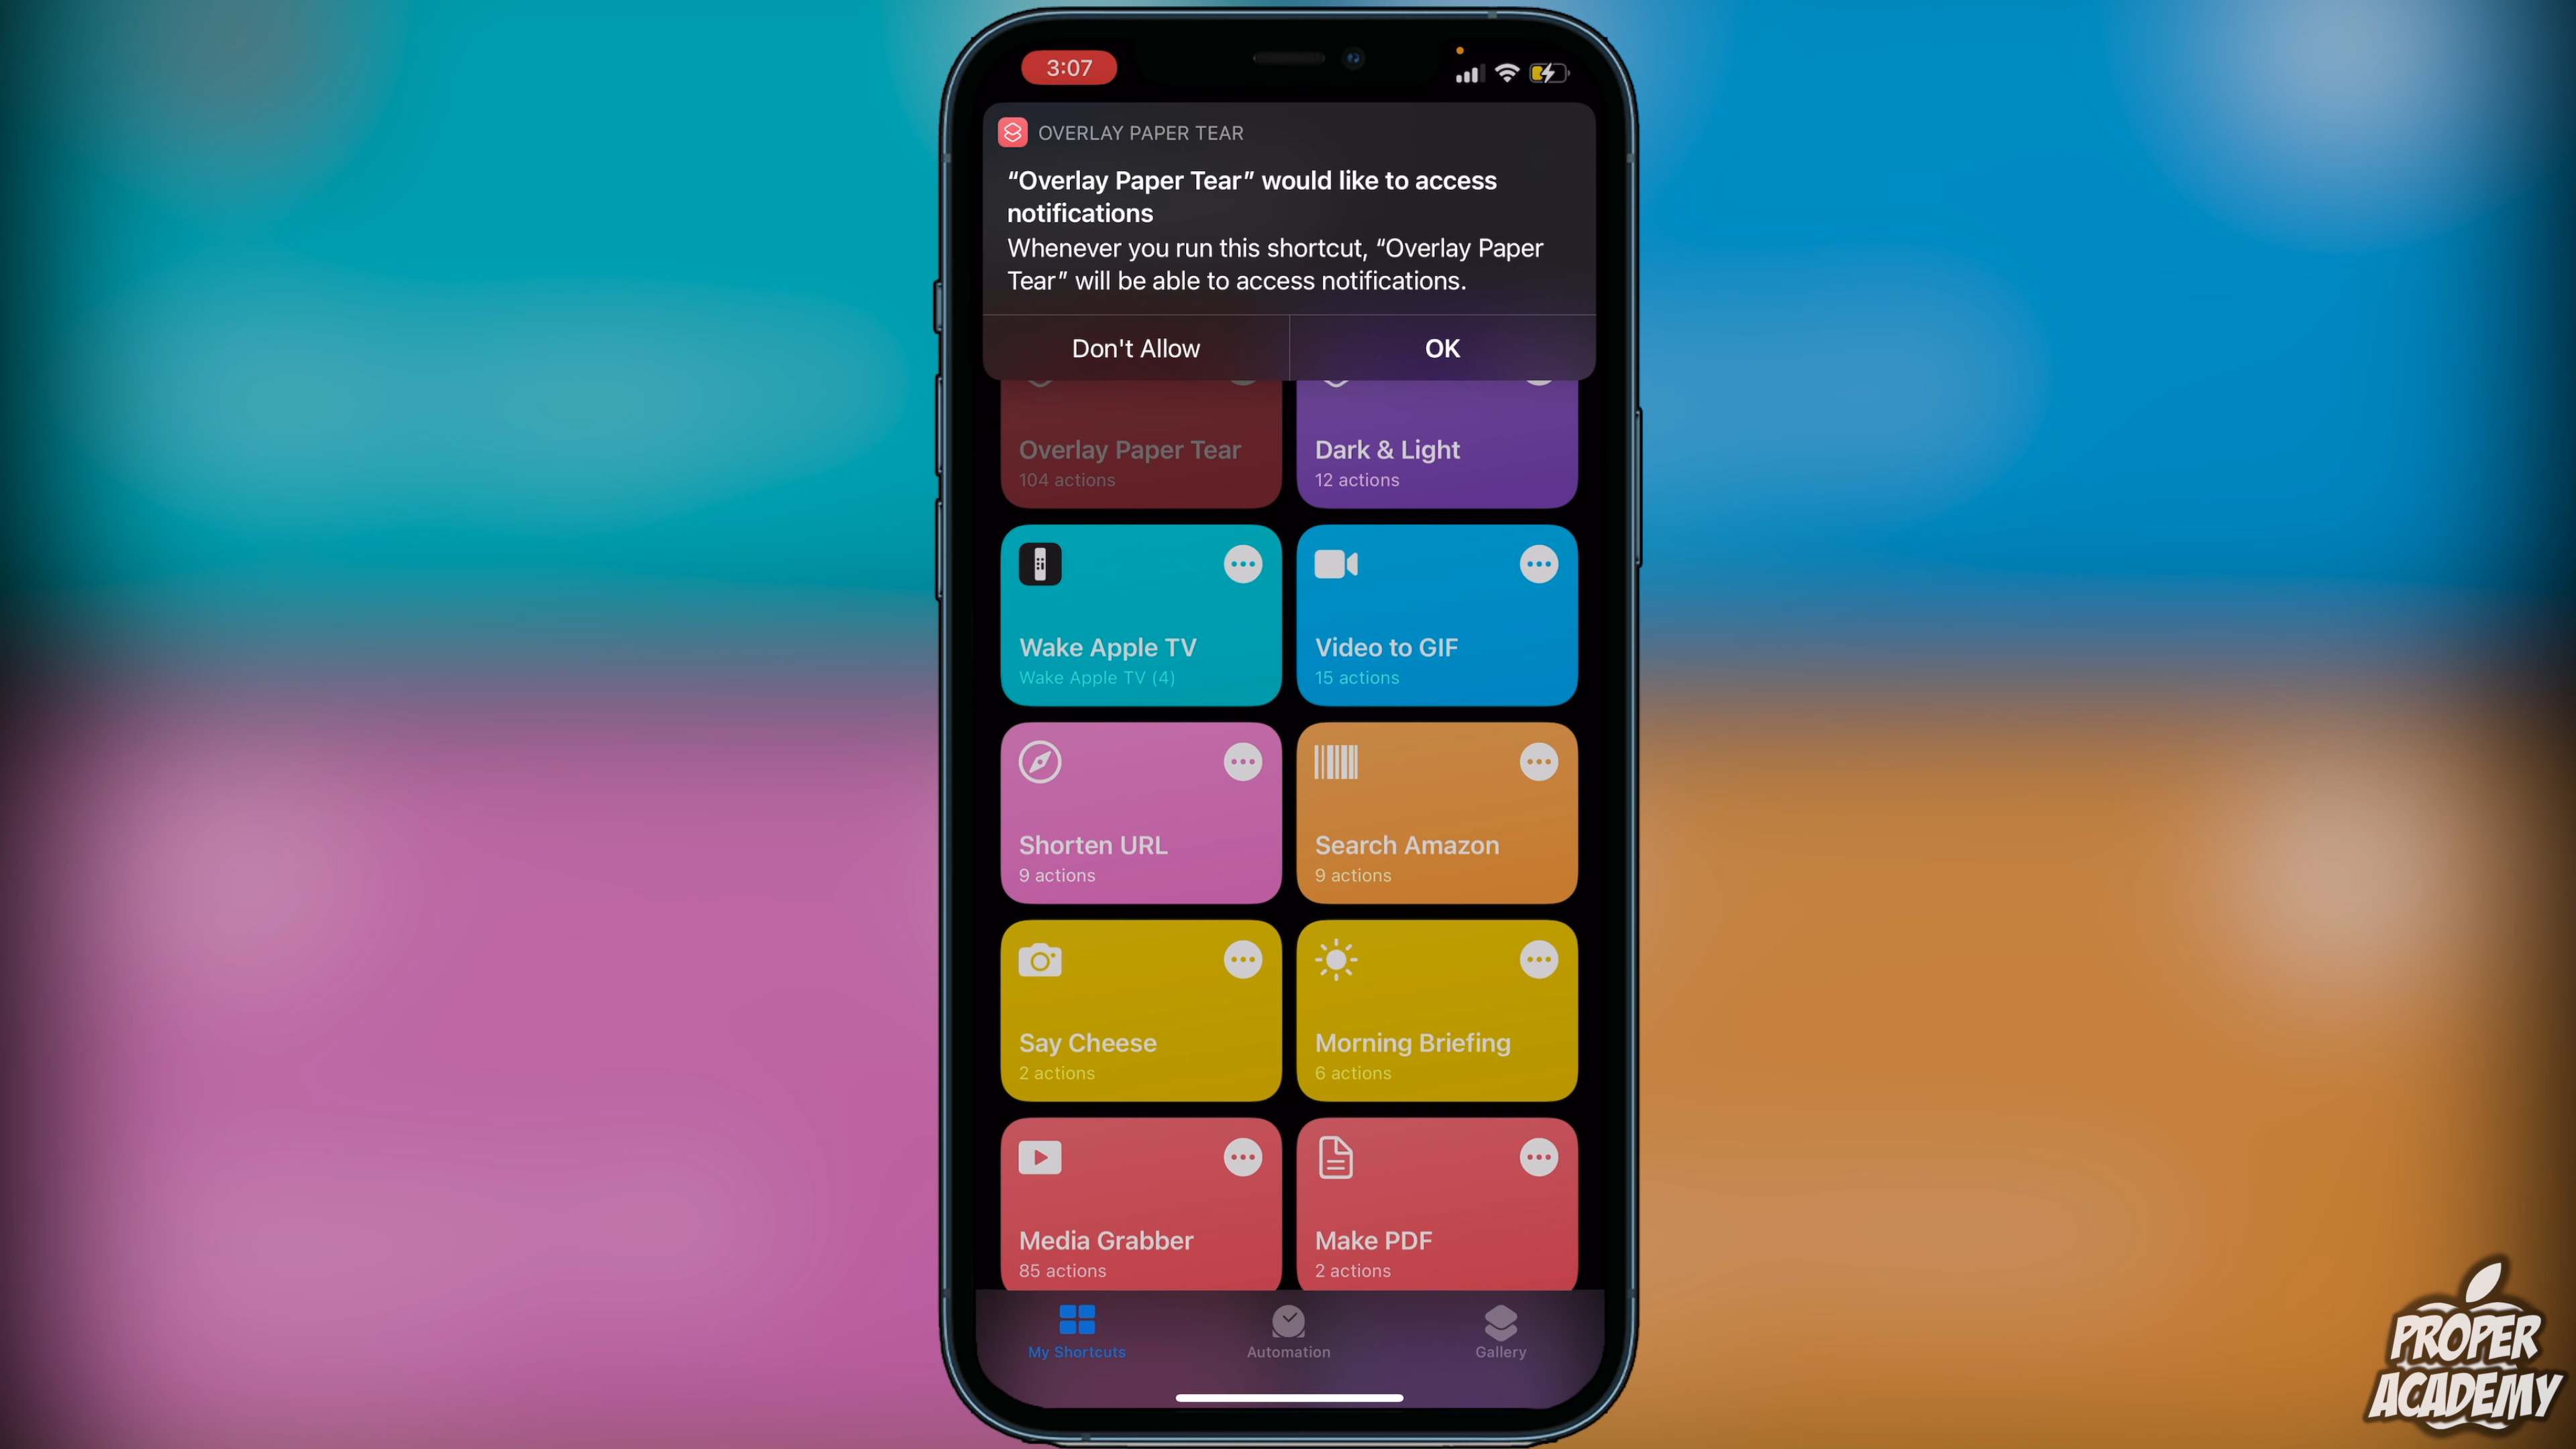 3:07
OVERLAY PAPER TEAR
“Overlay Paper Tear” would like to access
notifications
Whenever you run this shortcut, “Overlay Paper
Tear” will be able to access notifications.
Don't Allow
OK
Overlay Paper Tear
104 actions
Dark & Light
12 actions
Wake Apple TV
Wake Apple TV (4)
Video to GIF
15 actions
Shorten URL
9 actions
Search Amazon
9 actions
Say Cheese
2 actions
Morning Briefing
6 actions
Media Grabber
85 actions
Make PDF
2 actions
My Shortcuts
Automation
Gallery
PROPER
ACADEMY